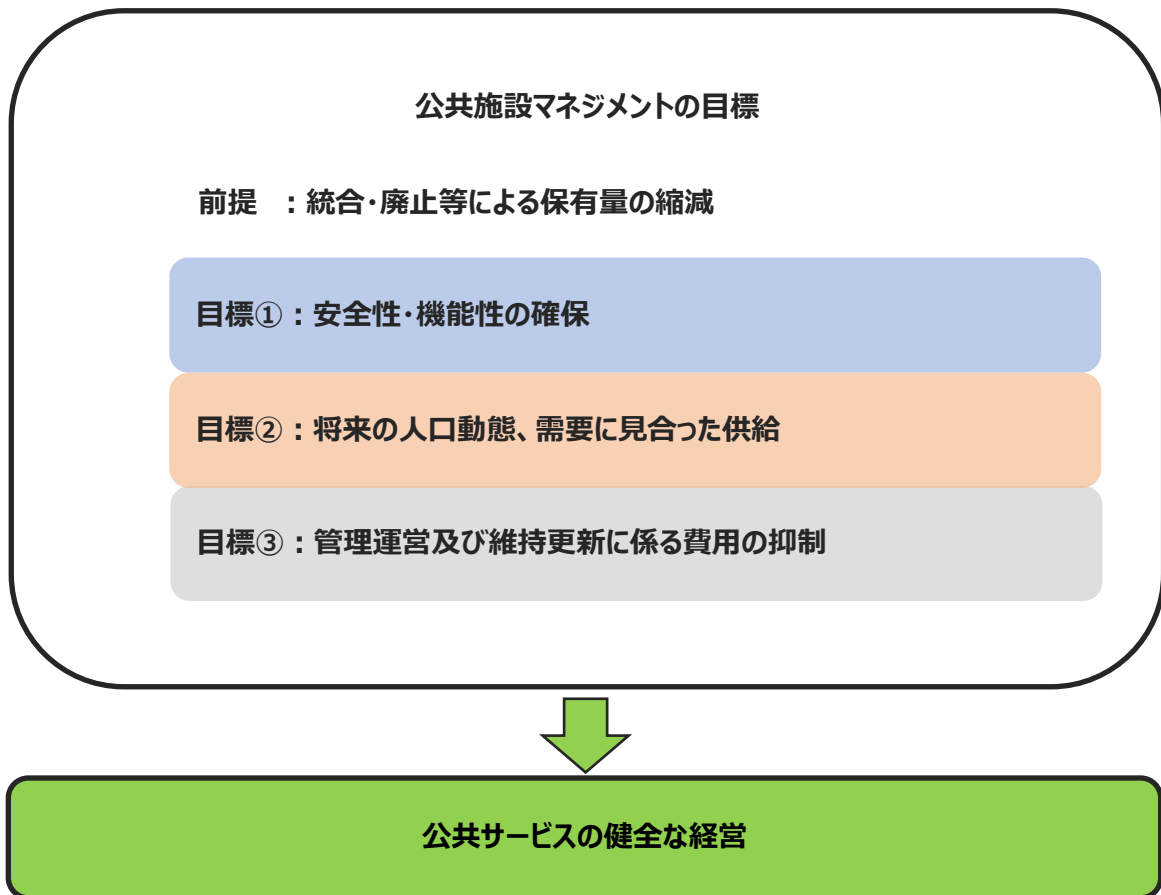 公共施設マネジメントの目標
前提 ：統合・廃止等による保有量の縮減
目標①：安全性・機能性の確保
目標②：将来の人口動態、需要に見合った供給
目標③：管理運営及び維持更新に係る費用の抑制
公共サービスの健全な経営